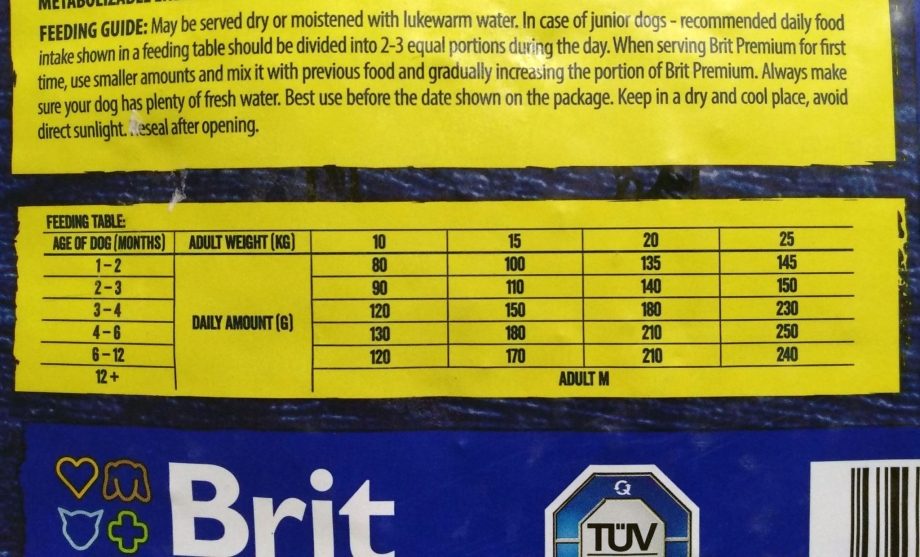 FEEDING GUIDE: May be served dry or moistened with lukewarm water. In case of junior dogs - recommended daily food
intake shown in a feeding table should be divided into 2-3 equal portions during the day. When serving Brit Premium for first
time, use smaller amounts and mix it with previous food and gradually increasing the portion of Brit Premium. Always make
sure your dog has plenty of fresh water. Best use before the date shown on the package. Keep in a dry and cool place, avoid
direct sunlight. Reseal after opening.
FEEDING TABLE:
AGE OF DOG (MONTHS) ADULT WEIGHT (KG) 10 15 20 25
1-2 80 100 135 145
2-3 90 110 140 150
3-4 120 150 180 230
DAILY AMOUNT (G)
4-6 130 180 210 250
6-12 120 170 210 240
12+ ADULT M
Brit
TÜV